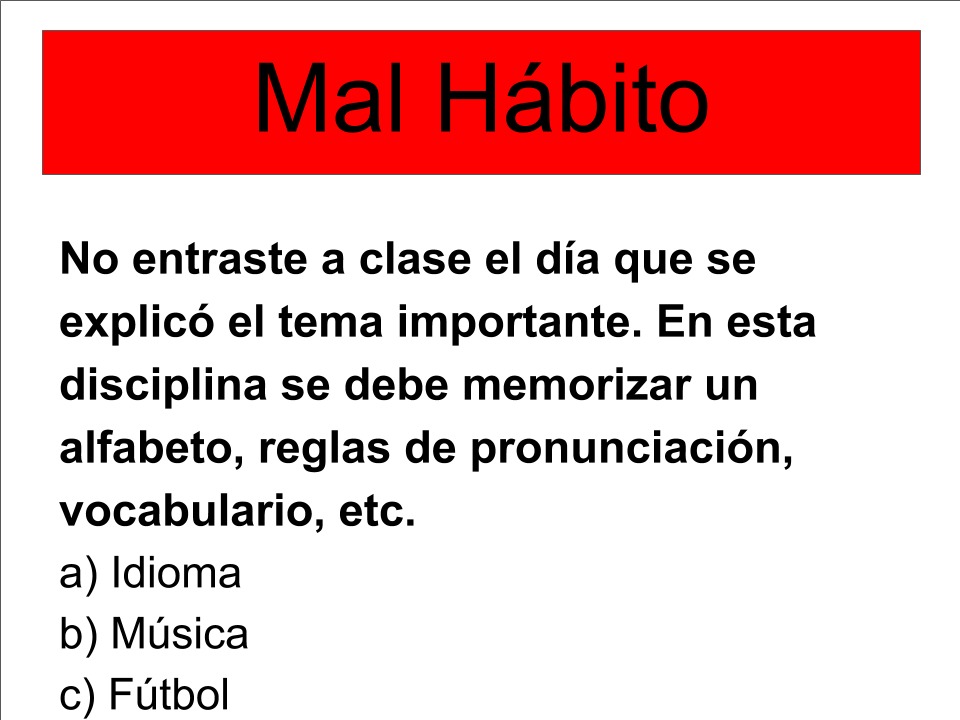 Mal Hábito
No entraste a clase el día que se
explicó el tema importante. En esta
disciplina se debe memorizar un
alfabeto, reglas de pronunciación,
vocabulario, etc.
a) Idioma
b) Música
c) Fútbol